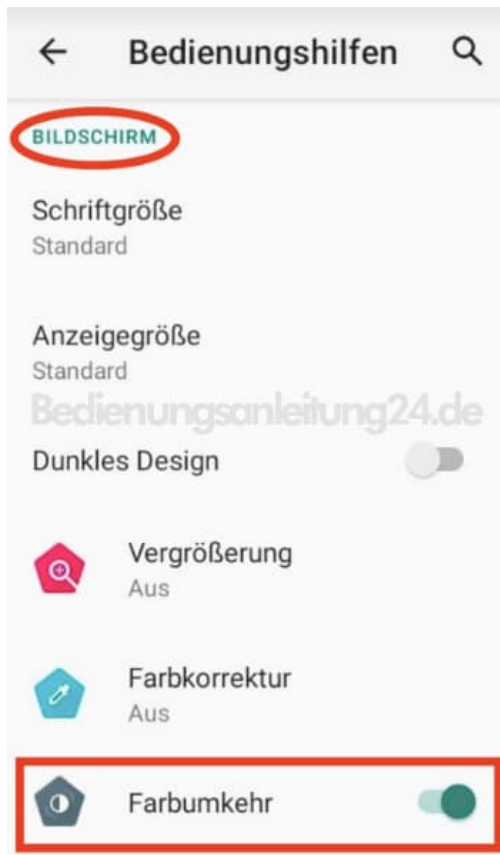 Bedienungshilfen
BILDSCHIRM
Schriftgröße
Standard
Anzeigegröße
Standard
Bedienungsanleitung24.de
Dunkles Design
Vergrößerung
Aus
Farbkorrektur
Aus
Farbumkehr